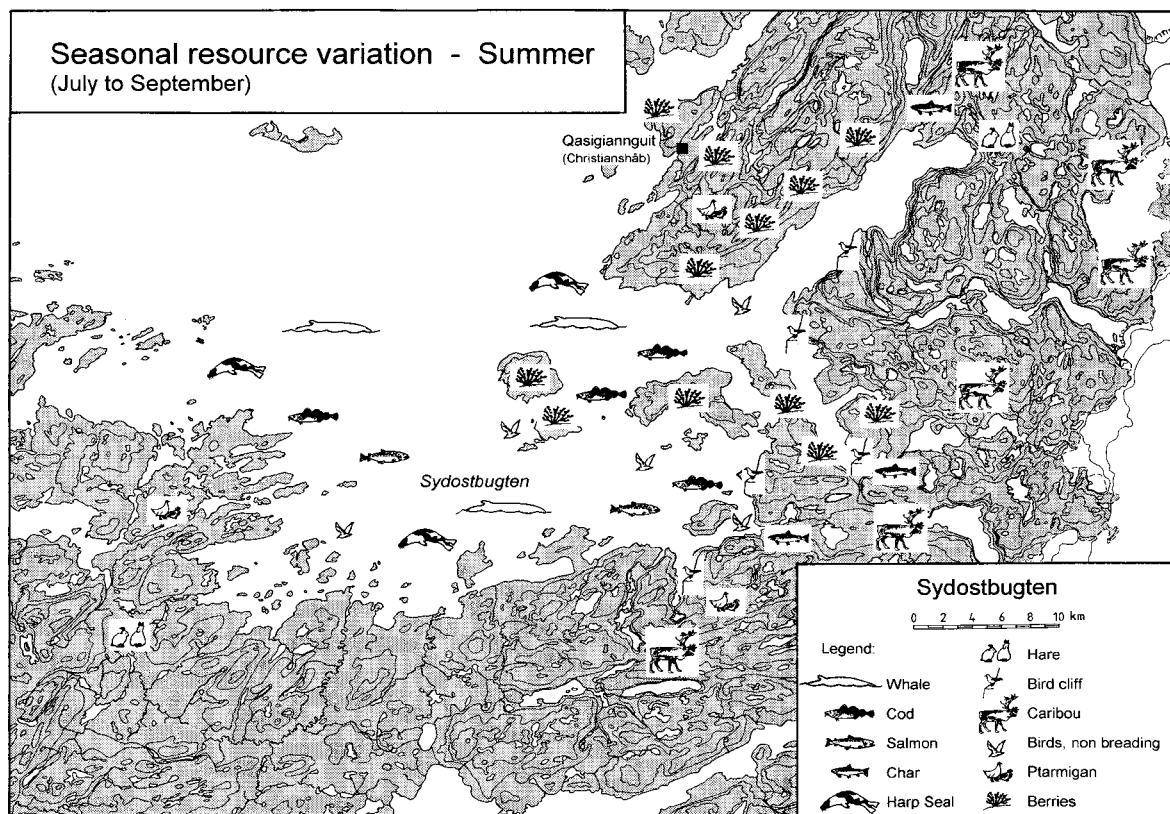 Seasonal resource variation - Summer
(July to September)
Qasigiannguit
(Christianshåb)
Sydostbugten
Sydostbugten
0 2 4 6 8 10 km
Legend:
Whale
Cod
Salmon
Char
Harp Seal
Hare
Bird cliff
Caribou
Birds, non breading
Ptarmigan
Berries